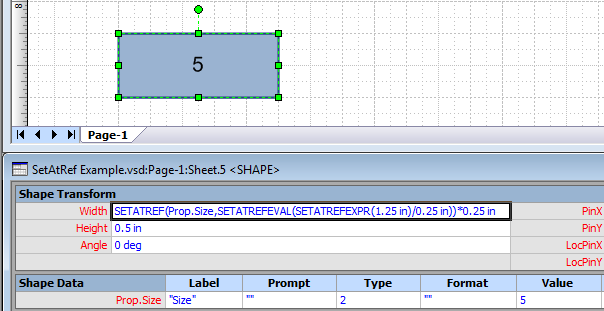 8
5
Page-1
SetAtRef Example.vsd:Page-1:Sheet.5 <SHAPE>
Shape Transform
Width SETATREF(Prop.Size,SETATREFEVAL(SETATREFEXPR(1.25 in)/0.25 in))*0.25 in PinX
Height 0.5 in PinY
Angle 0 deg LocPinX
LocPinY
Shape Data Label Prompt Type Format Value
Prop.Size "Size" "" 2 "" 5